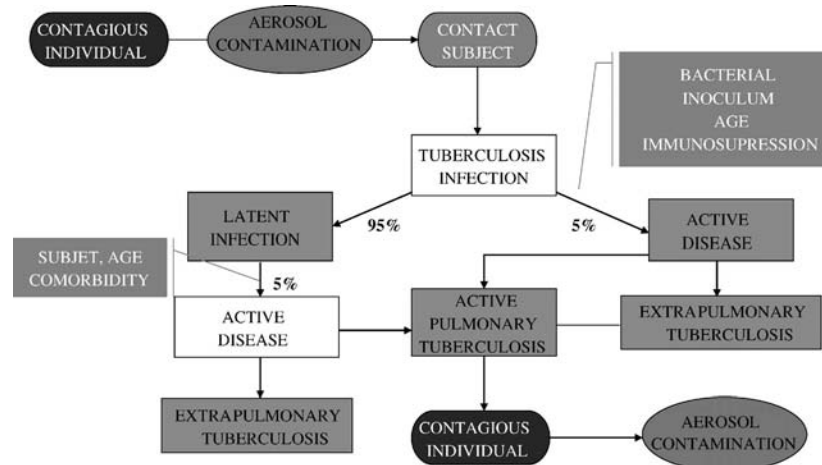 CONTAGIOUS
INDIVIDUAL
AEROSOL
CONTAMINATION
CONTACT
SUBJECT
BACTERIAL
INOCULUM
AGE
IMMUNOSUPRESSION
TUBERCULOSIS
INFECTION
LATENT
INFECTION
95%
5%
ACTIVE
DISEASE
SUBJET, AGE
COMORBIDITY
5%
ACTIVE
DISEASE
ACTIVE
PULMONARY
TUBERCULOSIS
EXTRAPULMONARY
TUBERCULOSIS
EXTRAPULMONARY
TUBERCULOSIS
CONTAGIOUS
INDIVIDUAL
AEROSOL
CONTAMINATION